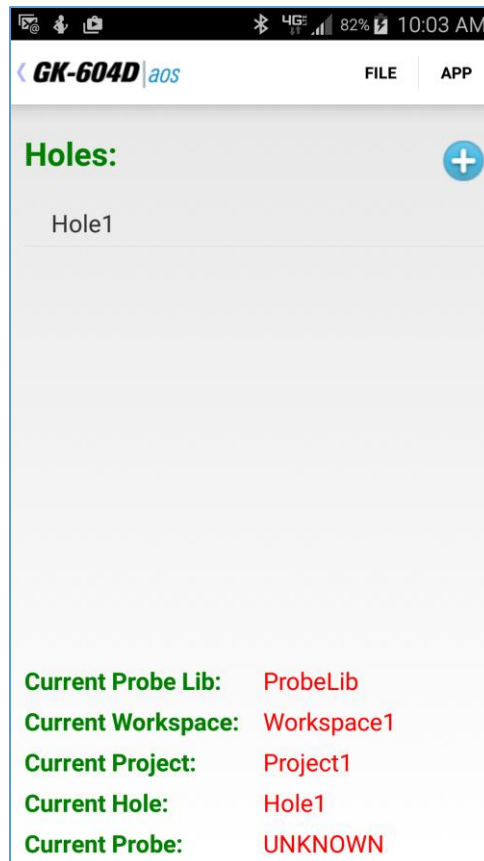 4G 82% 10:03 AM
GK-604D aos FILE APP
Holes:
Hole1
Current Probe Lib: ProbeLib
Current Workspace: Workspace1
Current Project: Project1
Current Hole: Hole1
Current Probe: UNKNOWN